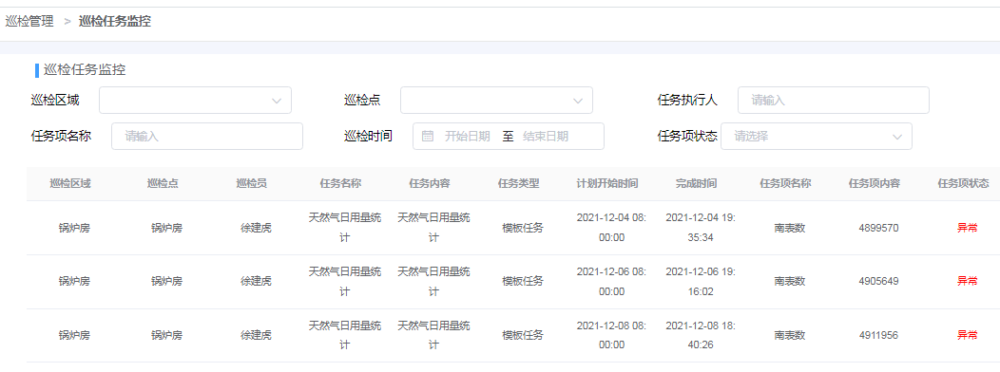 巡检管理 > 巡检任务监控
巡检任务监控
巡检区域 巡检点 任务执行人 请输入
任务项名称 请输入 巡检时间 开始日期 至 结束日期 任务项状态 请选择
巡检区域 巡检点 巡检员 任务名称 任务内容 任务类型 计划开始时间 完成时间 任务项名称 任务项内容 任务项状态
锅炉房 锅炉房 徐建虎 天然气日用量统计 天然气日用量统计 模板任务 2021-12-04 08:00:00 2021-12-04 19:35:34 南表数 4899570 异常
锅炉房 锅炉房 徐建虎 天然气日用量统计 天然气日用量统计 模板任务 2021-12-06 08:00:00 2021-12-06 19:16:02 南表数 4905649 异常
锅炉房 锅炉房 徐建虎 天然气日用量统计 天然气日用量统计 模板任务 2021-12-08 08:00:00 2021-12-08 18:40:26 南表数 4911956 异常